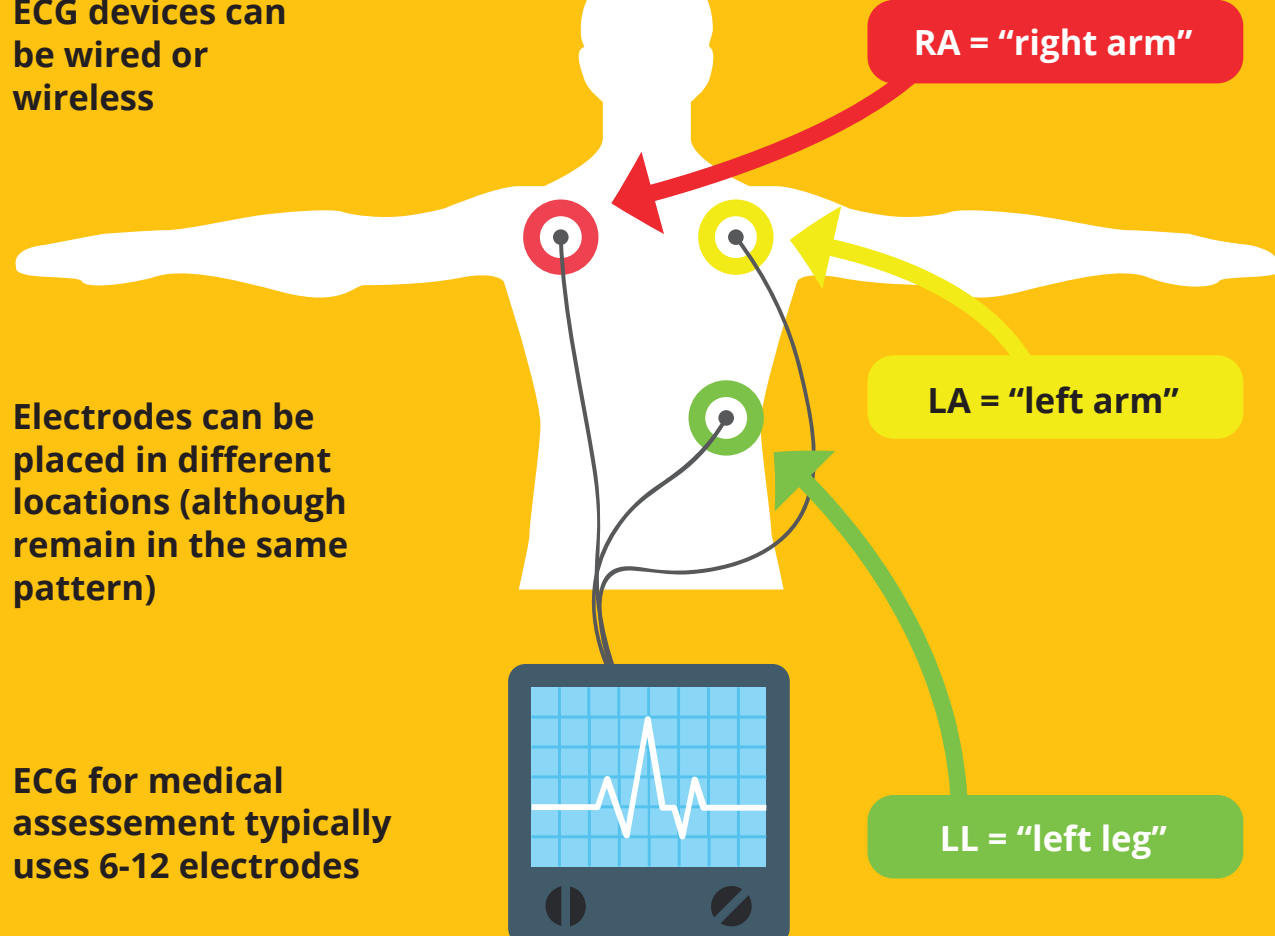 ECG devices can
be wired or
wireless
RA = “right arm”
LA = “left arm”
Electrodes can be
placed in different
locations (although
remain in the same
pattern)
ECG for medical
assessement typically
uses 6-12 electrodes
LL = “left leg”